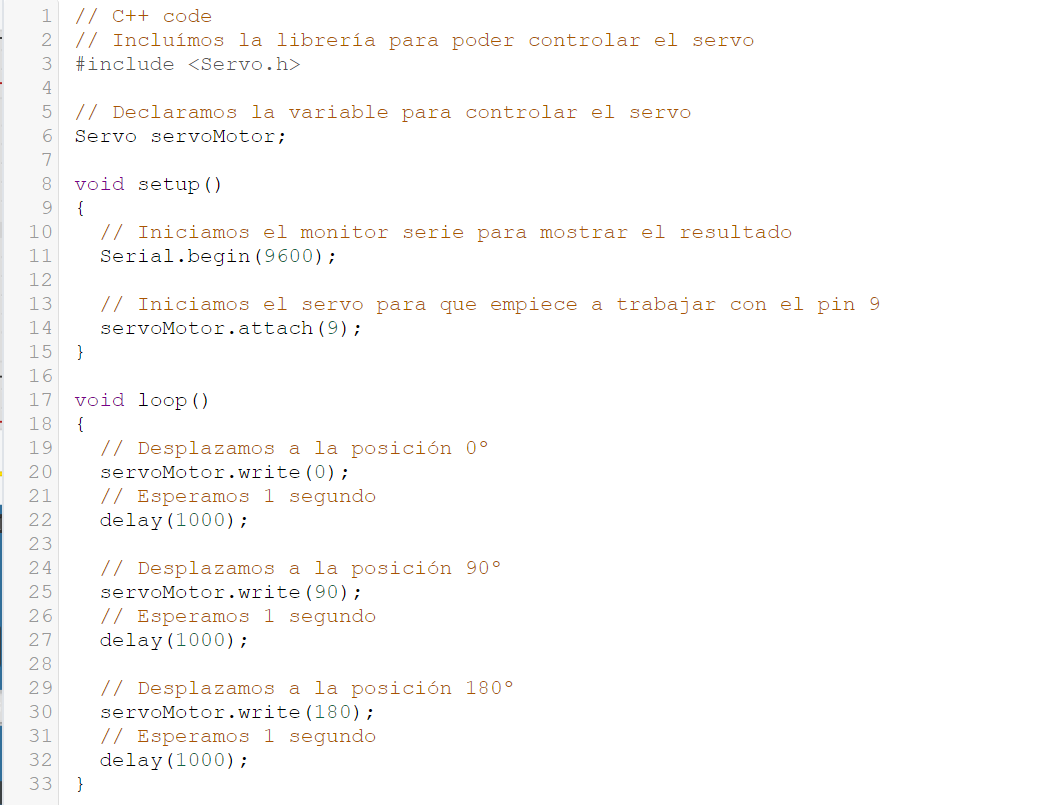 1 // C++ code
2 // Incluímos la librería para poder controlar el servo
3 #include <Servo.h>
4
5 // Declaramos la variable para controlar el servo
6 Servo servoMotor;
7
8 void setup()
9 {
10 // Iniciamos el monitor serie para mostrar el resultado
11 Serial.begin(9600);
12
13 // Iniciamos el servo para que empiece a trabajar con el pin 9
14 servoMotor.attach(9);
15 }
16
17 void loop()
18 {
19 // Desplazamos a la posición 0º
20 servoMotor.write(0);
21 // Esperamos 1 segundo
22 delay(1000);
23
24 // Desplazamos a la posición 90º
25 servoMotor.write(90);
26 // Esperamos 1 segundo
27 delay(1000);
28
29 // Desplazamos a la posición 180º
30 servoMotor.write(180);
31 // Esperamos 1 segundo
32 delay(1000);
33 }